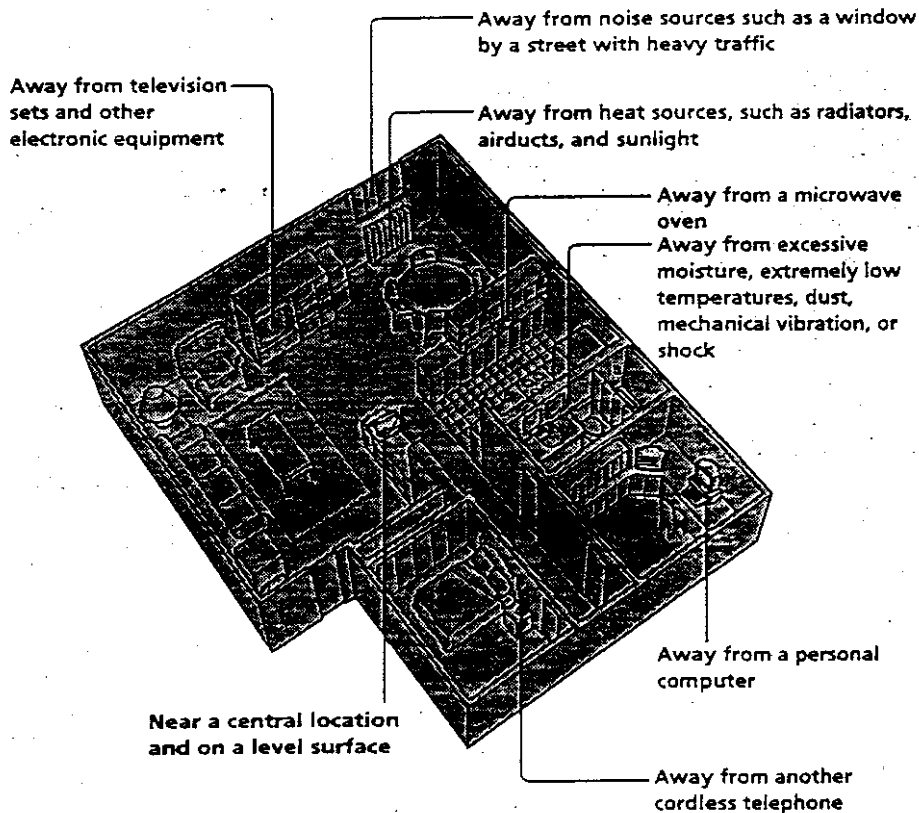 Away from noise sources such as a window
by a street with heavy traffic
Away from television
sets and other
electronic equipment
Away from heat sources, such as radiators,
airducts, and sunlight
Away from a microwave
oven
Away from excessive
moisture, extremely low
temperatures, dust,
mechanical vibration, or
shock
Away from a personal
computer
Near a central location
and on a level surface
Away from another
cordless telephone